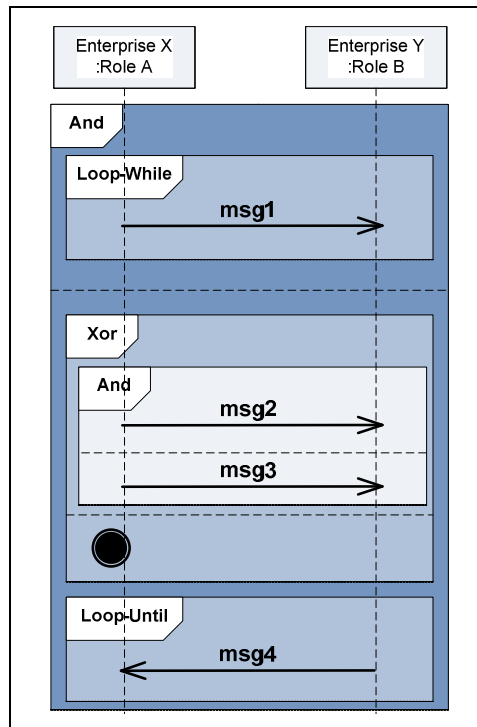 Enterprise X
:Role A
Enterprise Y
:Role B
And
Loop-While
msg1
Xor
And
msg2
msg3
Loop-Until
msg4